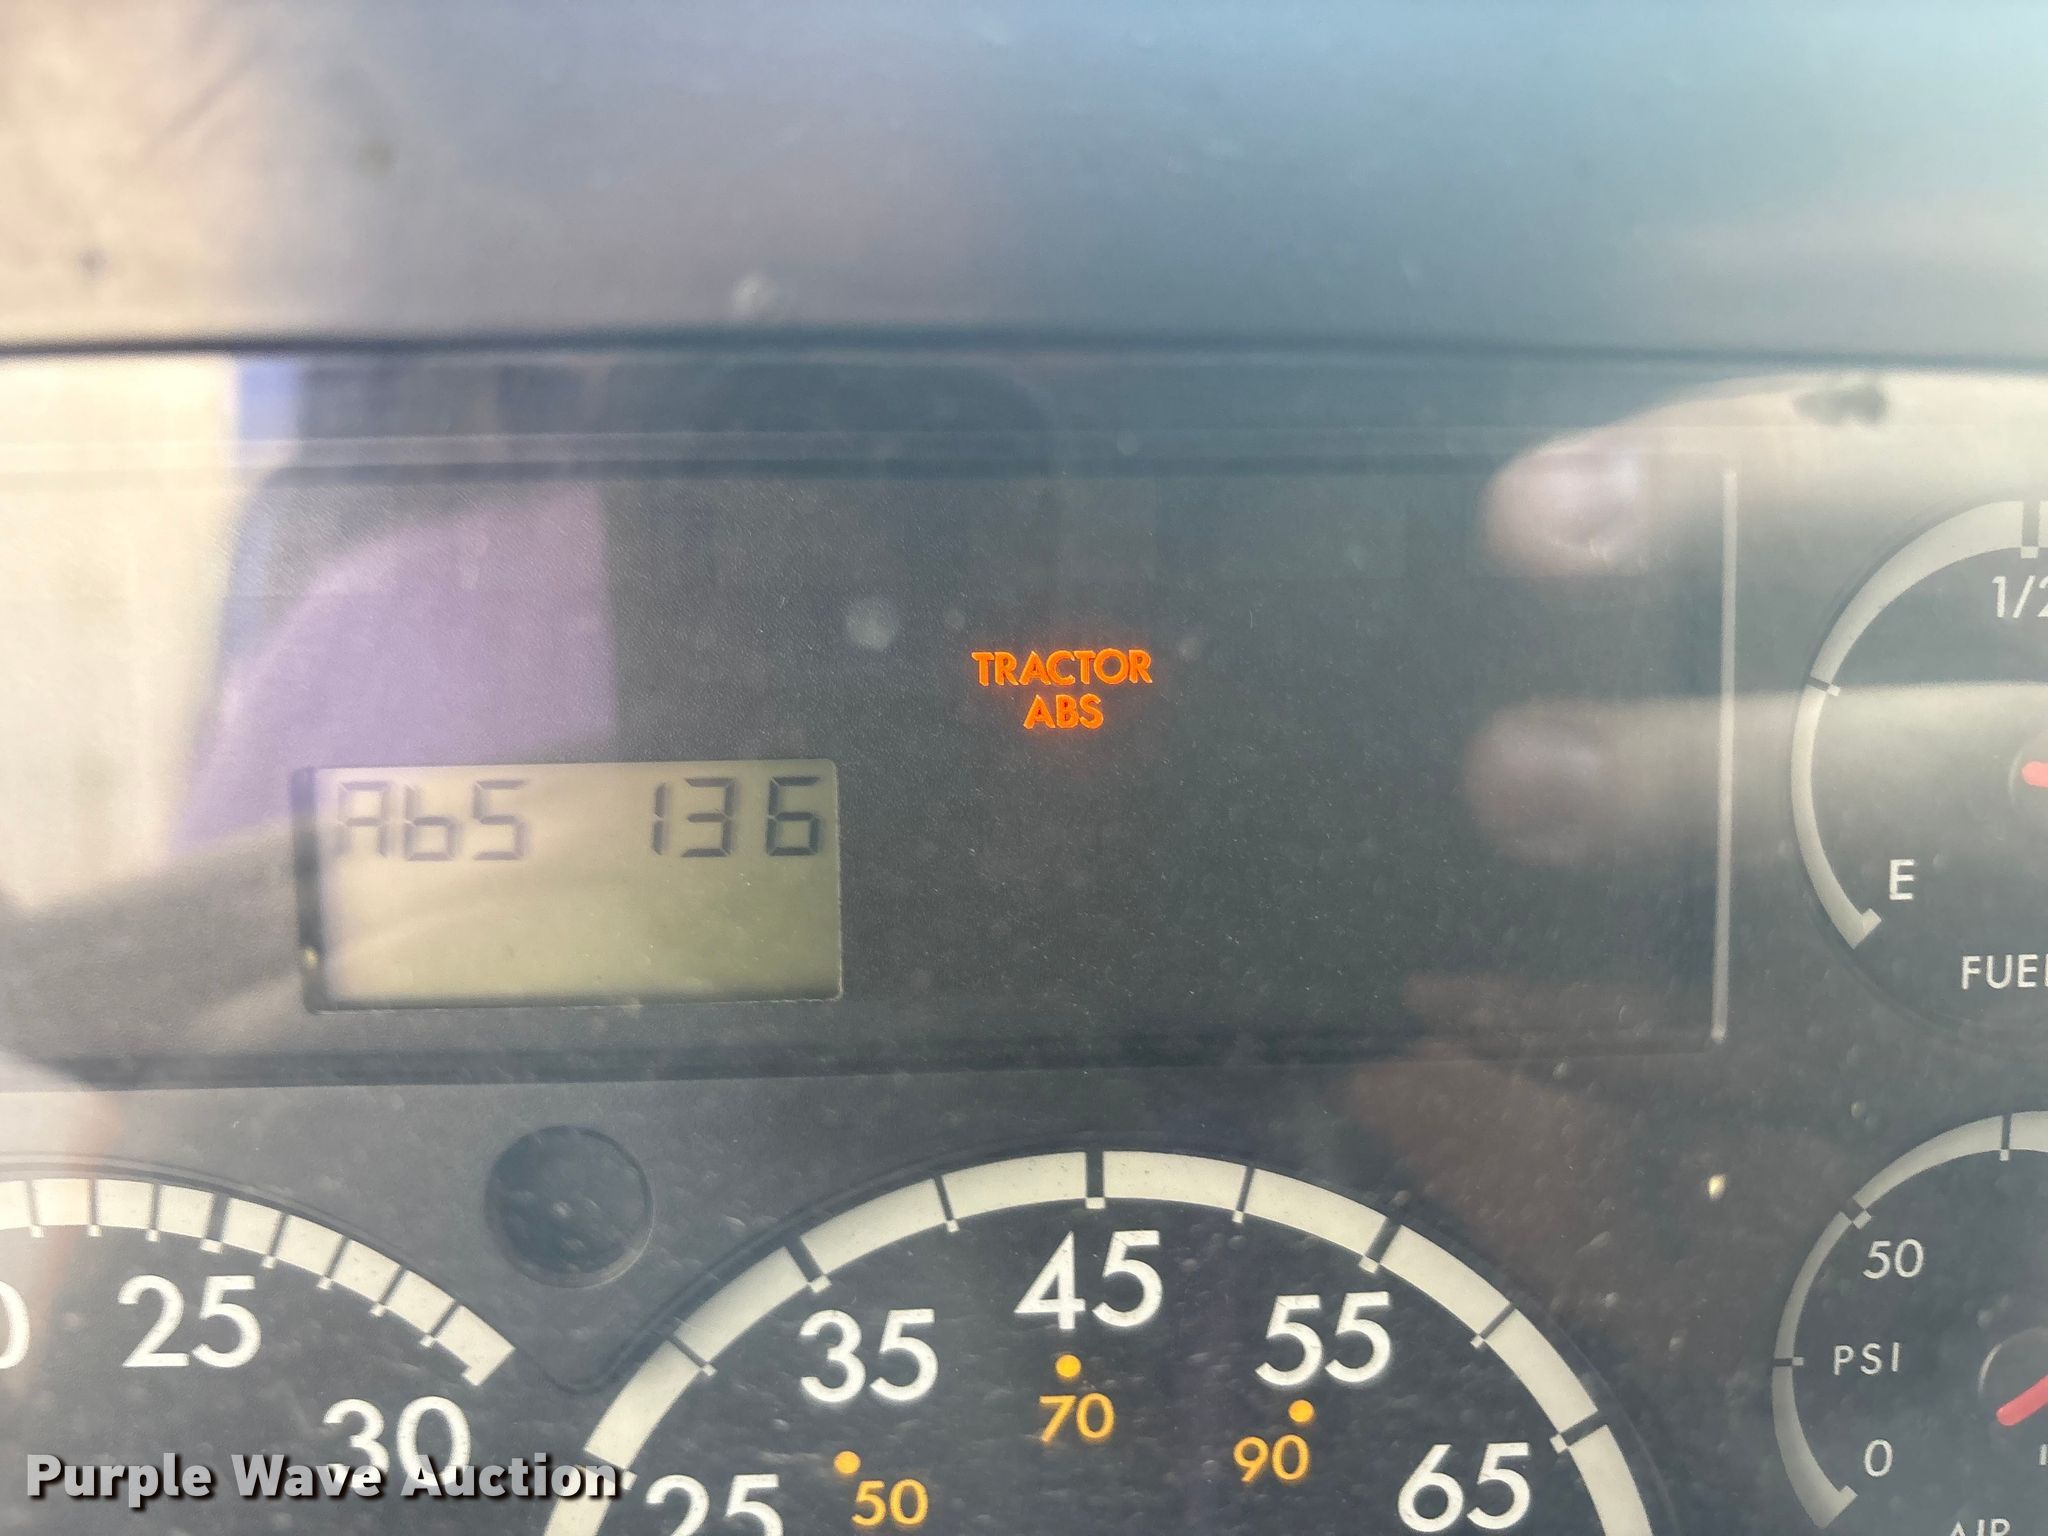 TRACTOR
ABS
AbS 136
1/2
E
FUEL
25
30
25
35
45
55
65
50
70
90
50
PSI
0
AIR
Purple Wave Auction